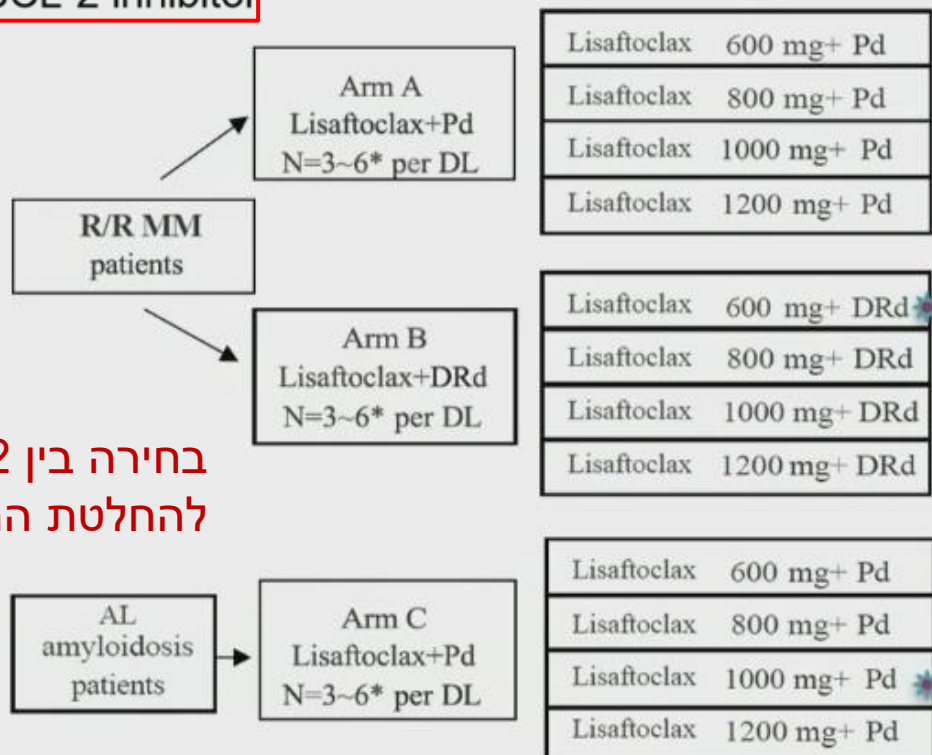 inhibitor
Arm A
Lisaftoclax+Pd
N=3~6* per DL
Lisaftoclax 600 mg+ Pd
Lisaftoclax 800 mg+ Pd
Lisaftoclax 1000 mg+ Pd
Lisaftoclax 1200 mg+ Pd
R/R MM
patients
Arm B
Lisaftoclax+DRd
N=3~6* per DL
Lisaftoclax 600 mg+ DRd
Lisaftoclax 800 mg+ DRd
Lisaftoclax 1000 mg+ DRd
Lisaftoclax 1200 mg+ DRd
בחירה בין 2
להחלטת
AL
amyloidosis
patients
Arm C
Lisaftoclax+Pd
N=3~6* per DL
Lisaftoclax 600 mg+ Pd
Lisaftoclax 800 mg+ Pd
Lisaftoclax 1000 mg+ Pd
Lisaftoclax 1200 mg+ Pd